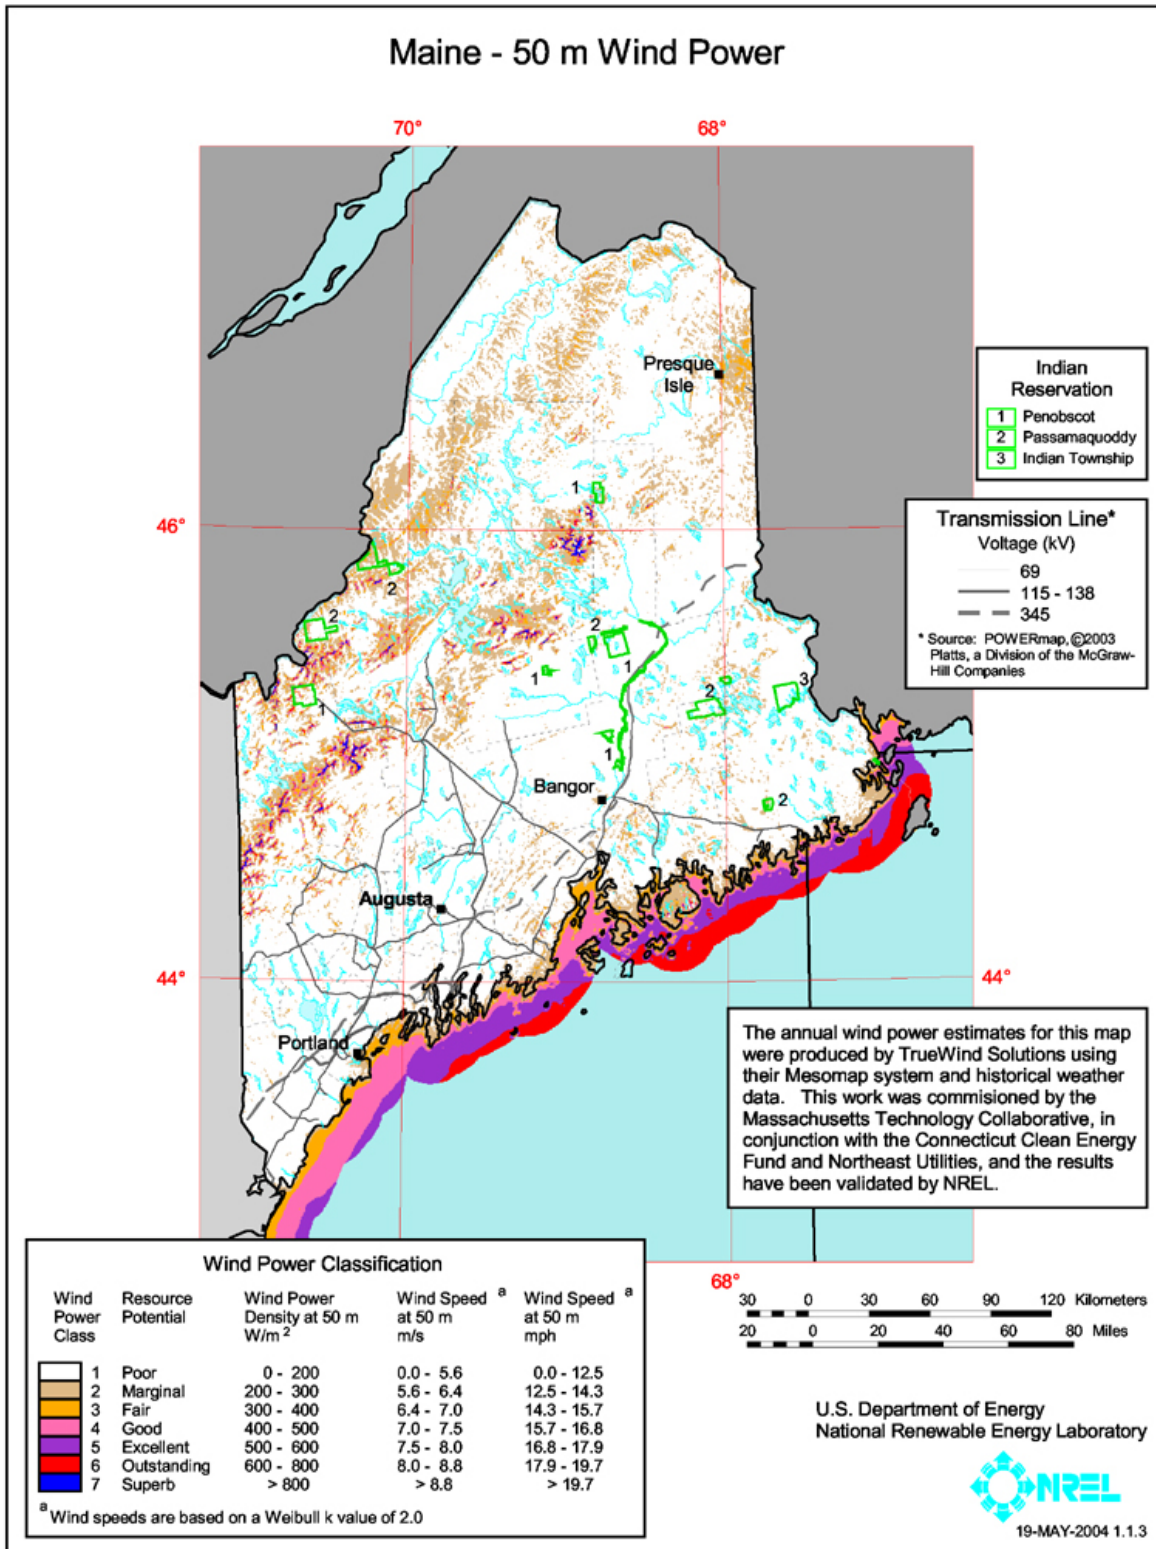 Maine - 50 m Wind Power
70°
68°
Presque
Isle
Indian
Reservation
1 Penobscot
2 Passamaquoddy
3 Indian Township
1
46°
Transmission Line*
Voltage (kV)
69
115 - 138
345
* Source: POWERmap, ©2003
Platts, a Division of the McGraw-
Hill Companies
2
2
2
1
1
3
2
1
1
Bangor
2
Augusta
44°
44°
Portland
The annual wind power estimates for this map
were produced by TrueWind Solutions using
their Mesomap system and historical weather
data. This work was commisioned by the
Massachusetts Technology Collaborative, in
conjunction with the Connecticut Clean Energy
Fund and Northeast Utilities, and the results
have been validated by NREL.
68°
Wind Power Classification
Wind Resource Wind Power Wind Speed a Wind Speed a
Power Potential Density at 50 m at 50 m at 50 m
Class W/m 2 m/s mph
1 Poor 0 - 200 0.0 - 5.6 0.0 - 12.5
2 Marginal 200 - 300 5.6 - 6.4 12.5 - 14.3
3 Fair 300 - 400 6.4 - 7.0 14.3 - 15.7
4 Good 400 - 500 7.0 - 7.5 15.7 - 16.8
5 Excellent 500 - 600 7.5 - 8.0 16.8 - 17.9
6 Outstanding 600 - 800 8.0 - 8.8 17.9 - 19.7
7 Superb > 800 > 8.8 > 19.7
a Wind speeds are based on a Weibull k value of 2.0
30 0 30 60 90 120 Kilometers
20 0 20 40 60 80 Miles
U.S. Department of Energy
National Renewable Energy Laboratory
NREL
19-MAY-2004 1.1.3